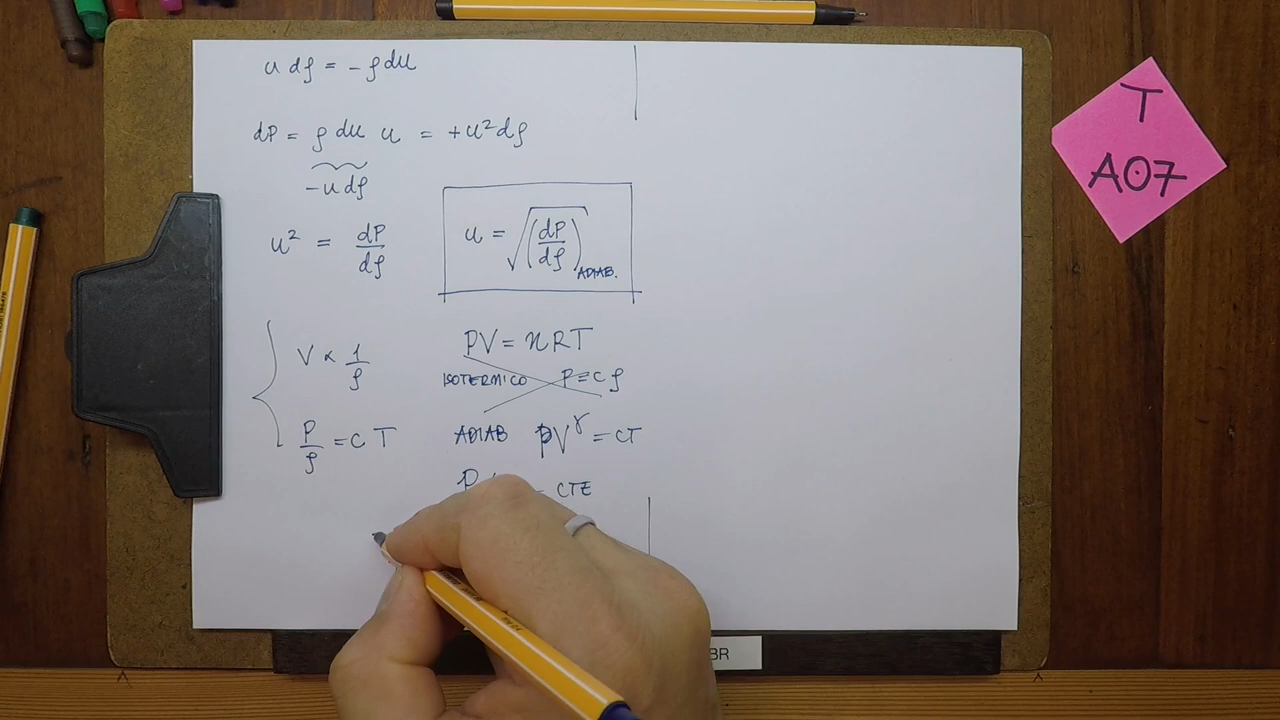 u dρ = - ρ du
dP = ρ du u = + u² dρ
- u dρ
u² = dP/dρ
u = √(dP/dρ) ADIAB.
V ∝ 1/ρ
P/ρ = C T
PV = nRT
ISOTERMICO P = C ρ
ADIAB PV^γ = CT
P
= CTE
T
A07
BR